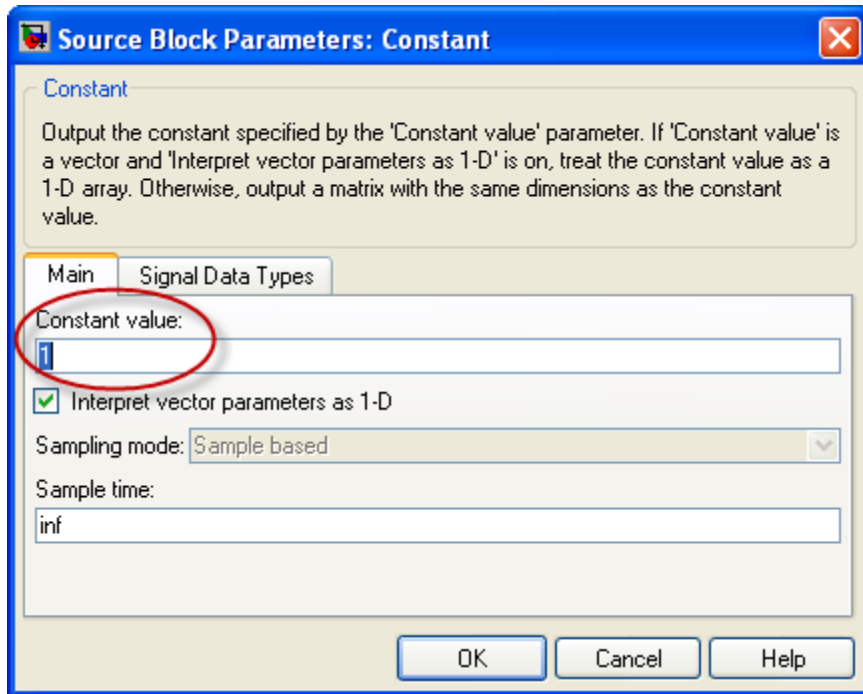 Source Block Parameters: Constant
Constant
Output the constant specified by the 'Constant value' parameter. If 'Constant value' is
a vector and 'Interpret vector parameters as 1-D' is on, treat the constant value as a
1-D array. Otherwise, output a matrix with the same dimensions as the constant
value.
Main Signal Data Types
Constant value:
1
Interpret vector parameters as 1-D
Sampling mode: Sample based
Sample time:
inf
OK Cancel Help